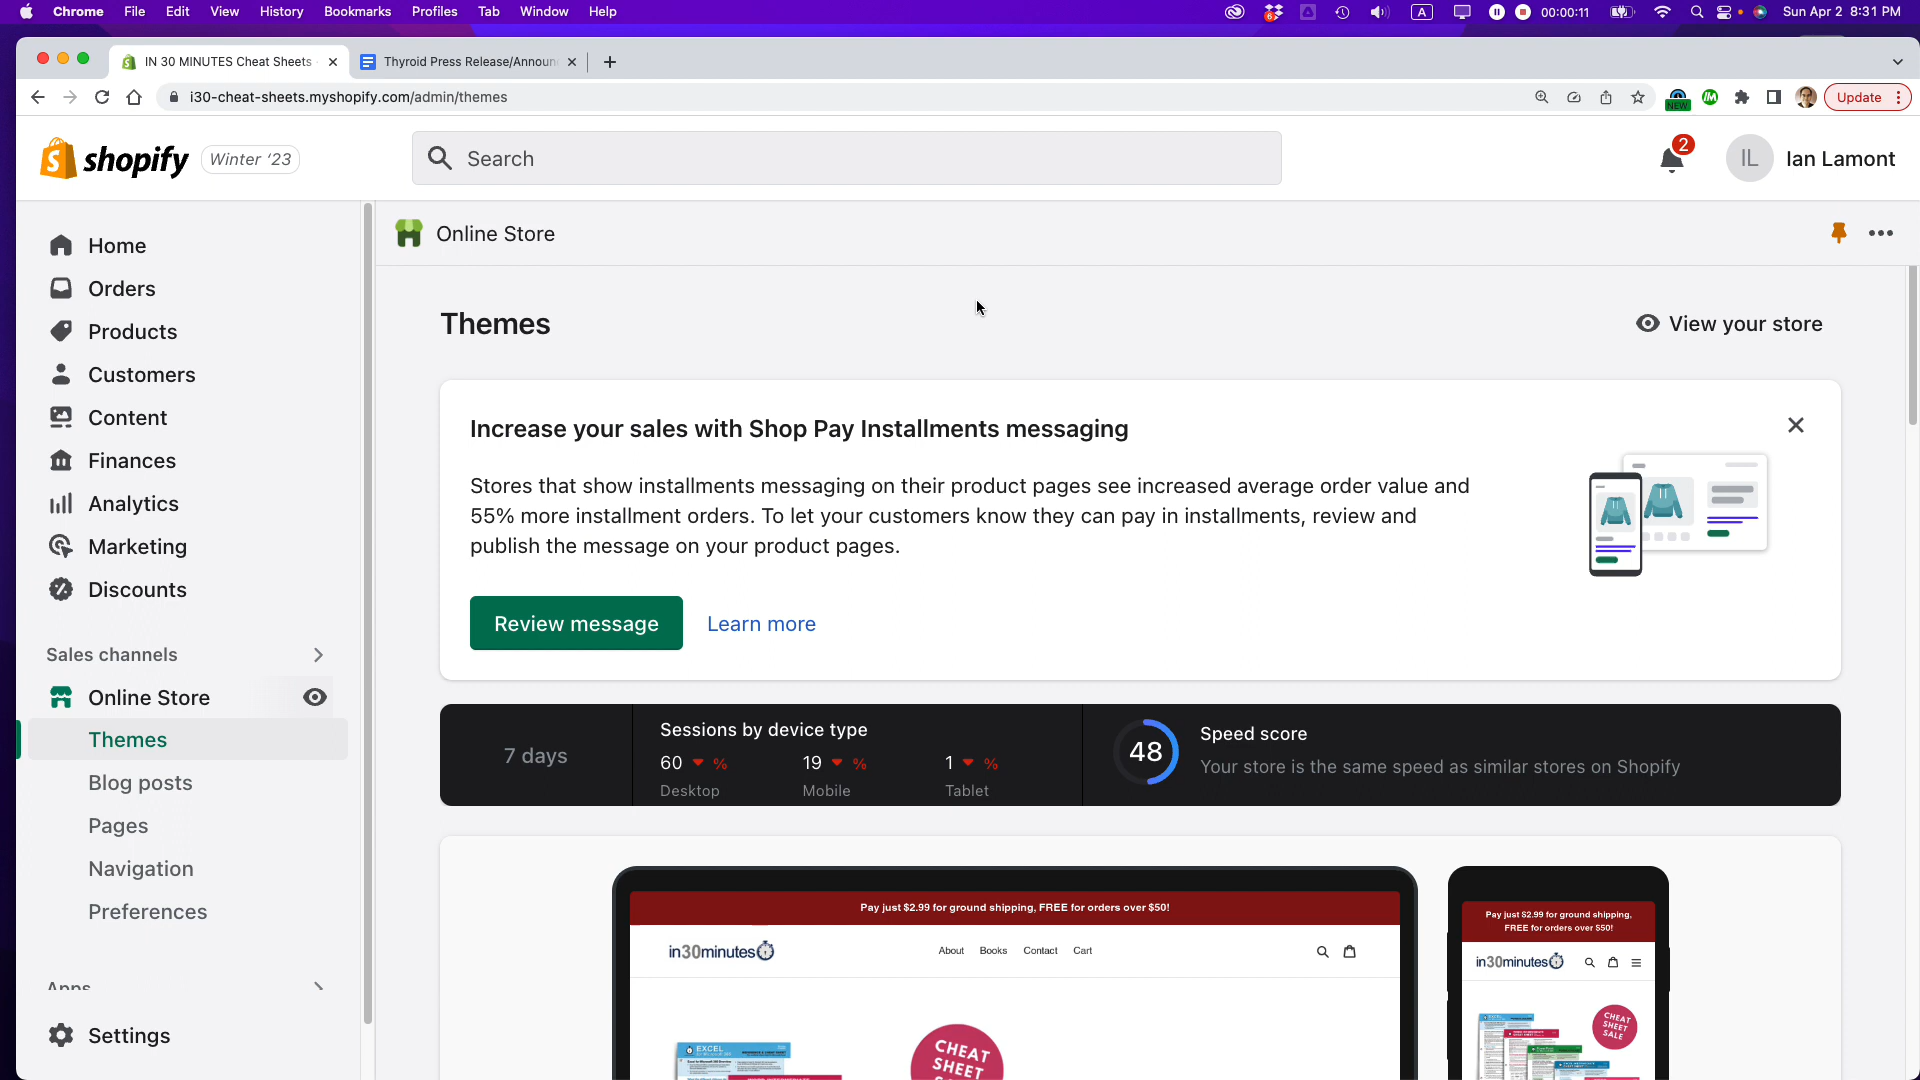 Chrome File Edit View History Bookmarks Profiles Tab Window Help
6 A 00:00:11 Sun Apr 2 8:31 PM
IN 30 MINUTES Cheat Sheets
Thyroid Press Release/Announ
i30-cheat-sheets.myshopify.com/admin/themes
NEW
Update
shopify Winter ‘23
Search
2
IL Ian Lamont
Home
Orders
Products
Customers
Content
Finances
Analytics
Marketing
Discounts
Sales channels
Online Store
Themes
Blog posts
Pages
Navigation
Preferences
Apps
Settings
Online Store
Themes
View your store
Increase your sales with Shop Pay Installments messaging
Stores that show installments messaging on their product pages see increased average order value and
55% more installment orders. To let your customers know they can pay in installments, review and
publish the message on your product pages.
Review message Learn more
7 days
Sessions by device type
60 % 19 % 1 %
Desktop Mobile Tablet
48
Speed score
Your store is the same speed as similar stores on Shopify
Pay just $2.99 for ground shipping, FREE for orders over $50!
in30minutes
About Books Contact Cart
EXCEL
CHEAT
SHEET
Pay just $2.99 for ground shipping,
FREE for orders over $50!
in30minutes
CHEAT
SHEET
SALE